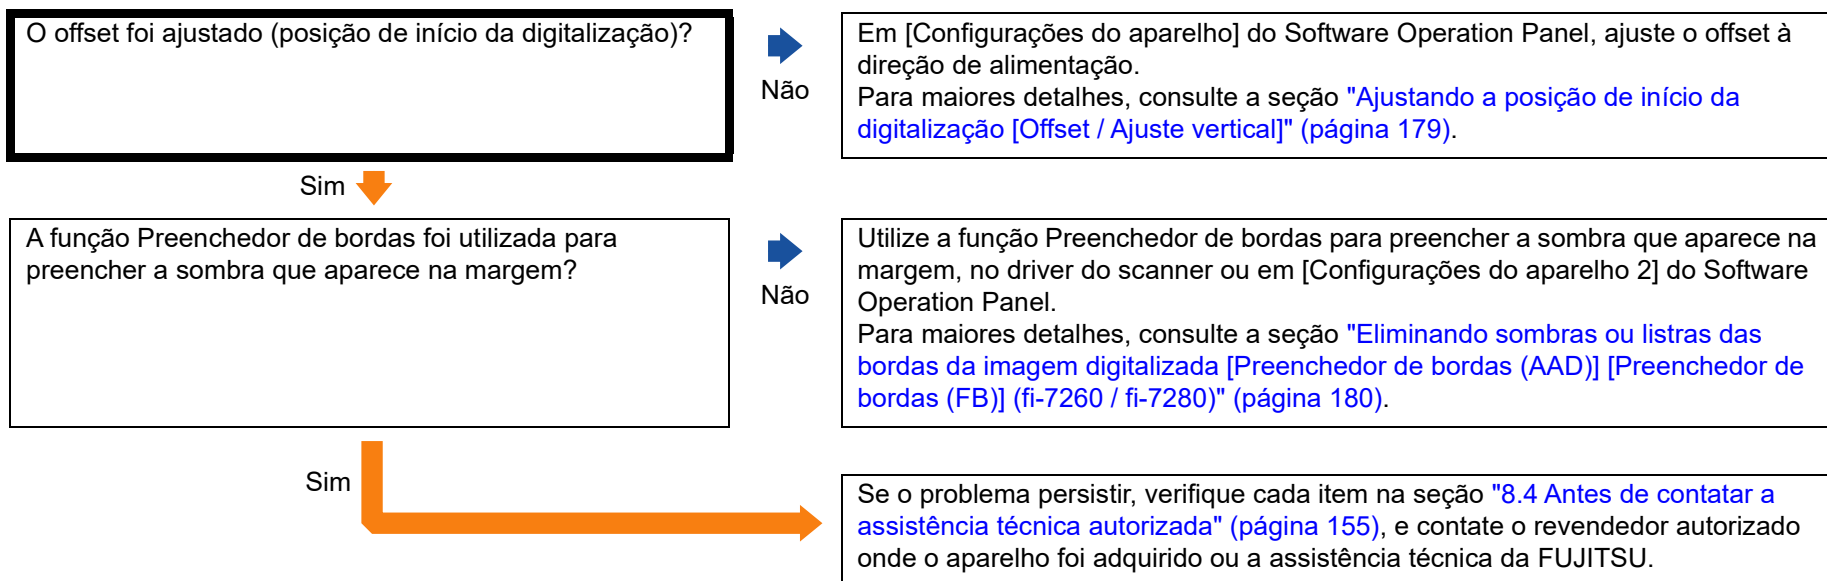 O offset foi ajustado (posição de início da digitalização)?
Não
Em [Configurações do aparelho] do Software Operation Panel, ajuste o offset à
direção de alimentação.
Para maiores detalhes, consulte a seção "Ajustando a posição de início da
digitalização [Offset / Ajuste vertical]" (página 179).
Sim
A função Preenchedor de bordas foi utilizada para
preencher a sombra que aparece na margem?
Não
Utilize a função Preenchedor de bordas para preencher a sombra que aparece na
margem, no driver do scanner ou em [Configurações do aparelho 2] do Software
Operation Panel.
Para maiores detalhes, consulte a seção "Eliminando sombras ou listras das
bordas da imagem digitalizada [Preenchedor de bordas (AAD)] [Preenchedor de
bordas (FB)] (fi-7260 / fi-7280)" (página 180).
Sim
Se o problema persistir, verifique cada item na seção "8.4 Antes de contatar a
assistência técnica autorizada" (página 155), e contate o revendedor autorizado
onde o aparelho foi adquirido ou a assistência técnica da FUJITSU.